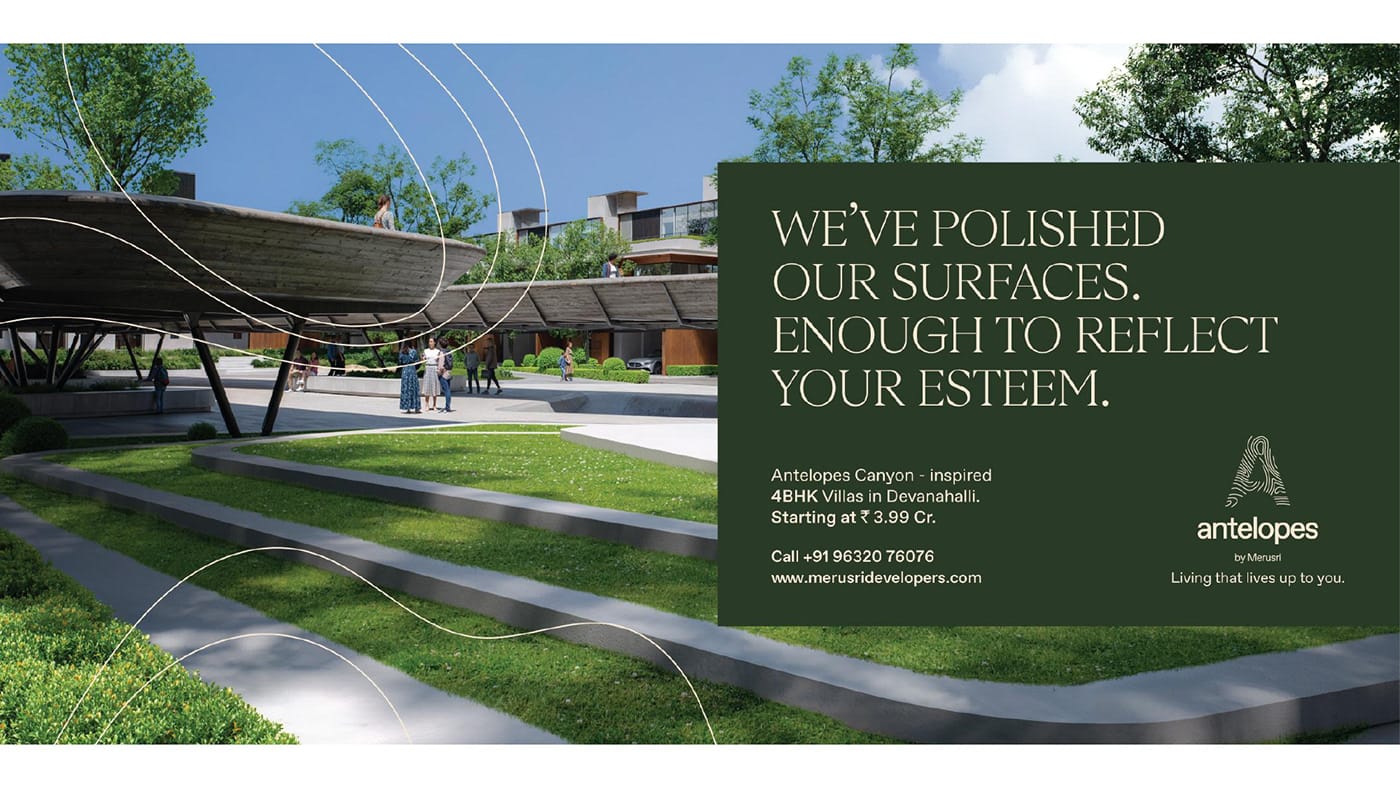 WE’VE POLISHED
OUR SURFACES.
ENOUGH TO REFLECT
YOUR ESTEEM.
Antelopes Canyon - inspired
4BHK Villas in Devanahalli.
Starting at ₹ 3.99 Cr.
Call +91 96320 76076
www.merusridevelopers.com
antelopes
by Merusri
Living that lives up to you.